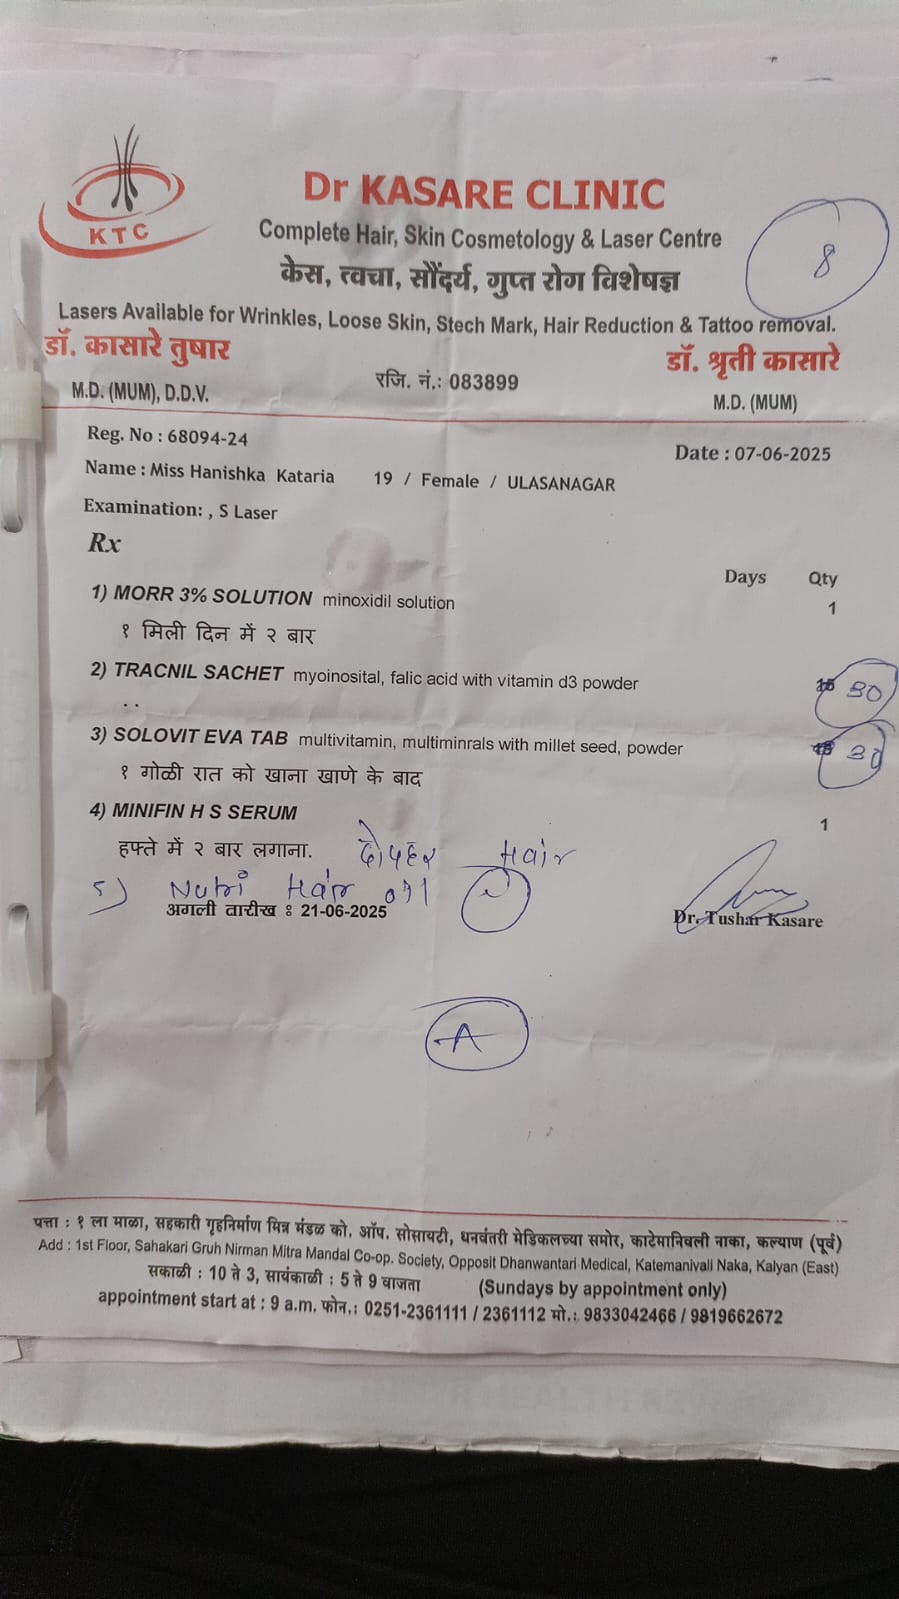 KTC
Dr KASARE CLINIC
Complete Hair, Skin Cosmetology & Laser Centre
केस, त्वचा, सौंदर्य, गुप्त रोग विशेषज्ञ
8
Lasers Available for Wrinkles, Loose Skin, Stech Mark, Hair Reduction & Tattoo removal.
डॉ. कासारे तुषार रजि. नं.: 083899 डॉ. श्रृती कासारे
M.D. (MUM), D.D.V. M.D. (MUM)
Reg. No : 68094-24 Date : 07-06-2025
Name : Miss Hanishka Kataria 19 / Female / ULASANAGAR
Examination: , S Laser
Rx
Days Qty
1) MORR 3% SOLUTION minoxidil solution 1
१ मिली दिन में २ बार
2) TRACNIL SACHET myoinosital, falic acid with vitamin d3 powder 15 30
. .
3) SOLOVIT EVA TAB multivitamin, multiminrals with millet seed, powder 15 30
१ गोळी रात को खाना खाणे के बाद
4) MINIFIN H S SERUM 1
हफ्ते में २ बार लगाना. दोपहर Hair
5) Nutri Hair
अगली तारीख : 21-06-2025
Dr. Tushar Kasare
A
पत्ता : १ ला माळा, सहकारी गृहनिर्माण मित्र मंडळ को. ऑप. सोसायटी, धनवंतरी मेडिकलच्या समोर, काटेमानिवली नाका, कल्याण (पूर्व)
Add : 1st Floor, Sahakari Gruh Nirman Mitra Mandal Co-op. Society, Opposit Dhanwantari Medical, Katemanivali Naka, Kalyan (East)
सकाळी : 10 ते 3, सायंकाळी : 5 ते 9 वाजता (Sundays by appointment only)
appointment start at : 9 a.m. फोन.: 0251-2361111 / 2361112 मो.: 9833042466 / 9819662672